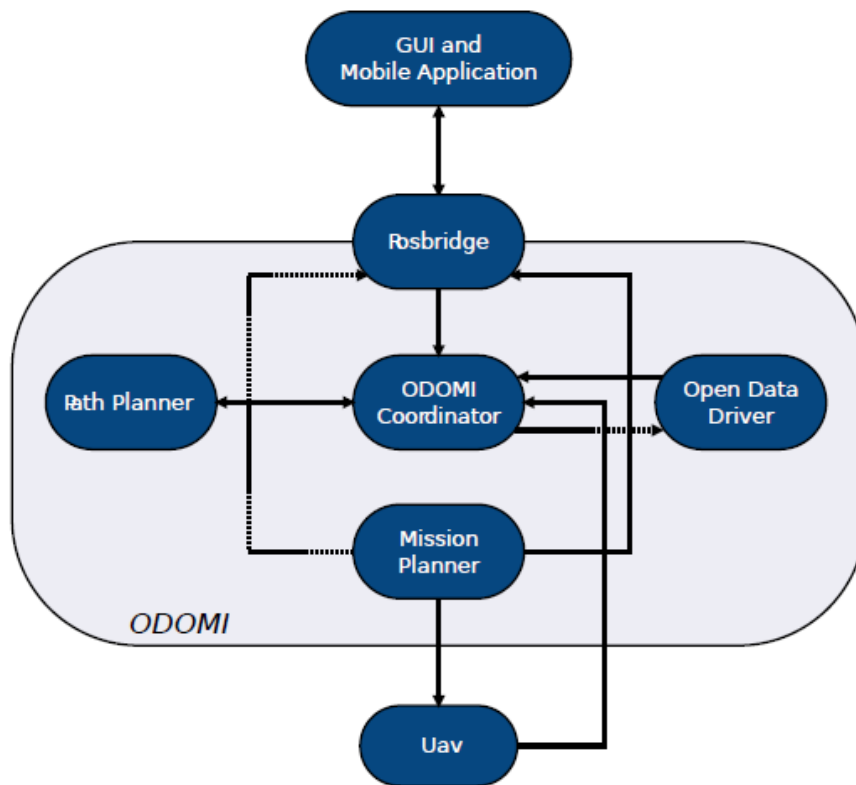 GUI and
Mobile Application
Rosbridge
Path Planner
ODOMI
Coordinator
Open Data
Driver
Mission
Planner
ODOMI
Uav